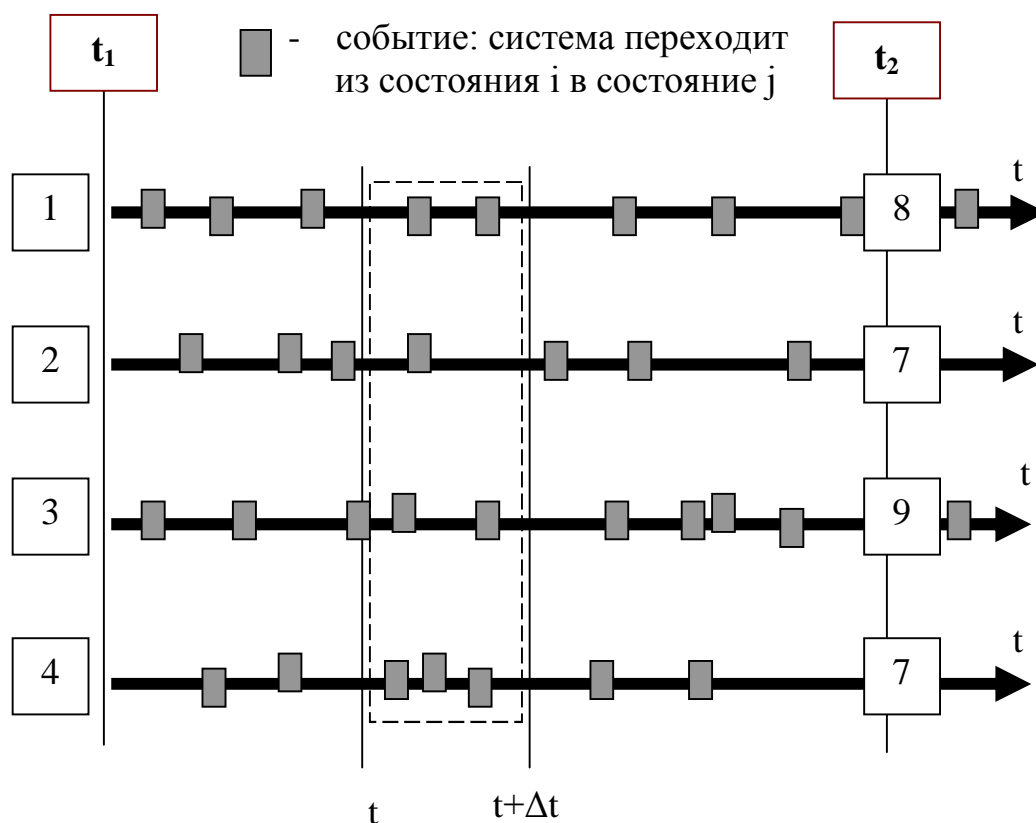 t₁
- событие: система переходит
из состояния i в состояние j
t₂
1
8
t
2
7
t
3
9
t
4
7
t
t
t+Δt